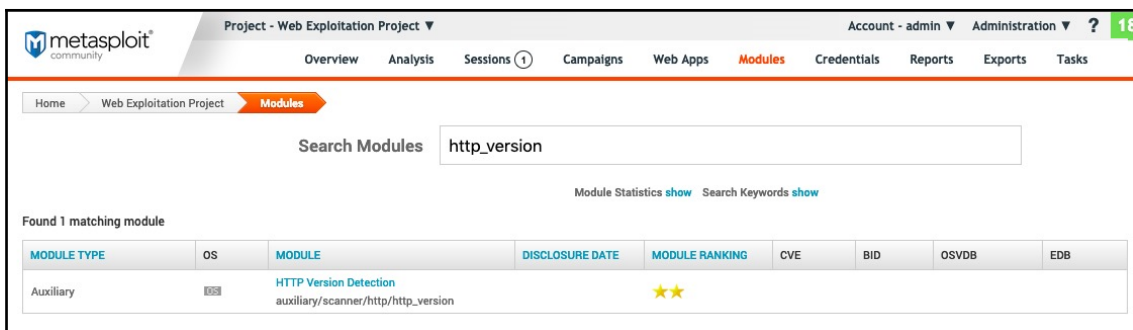 metasploit®
community
Project - Web Exploitation Project ▼
Account - admin ▼ Administration ▼ ? 18
Overview Analysis Sessions 1 Campaigns Web Apps Modules Credentials Reports Exports Tasks
Home Web Exploitation Project Modules
Search Modules http_version
Module Statistics show Search Keywords show
Found 1 matching module
MODULE TYPE OS MODULE DISCLOSURE DATE MODULE RANKING CVE BID OSVDB EDB
Auxiliary OS HTTP Version Detection
auxiliary/scanner/http/http_version